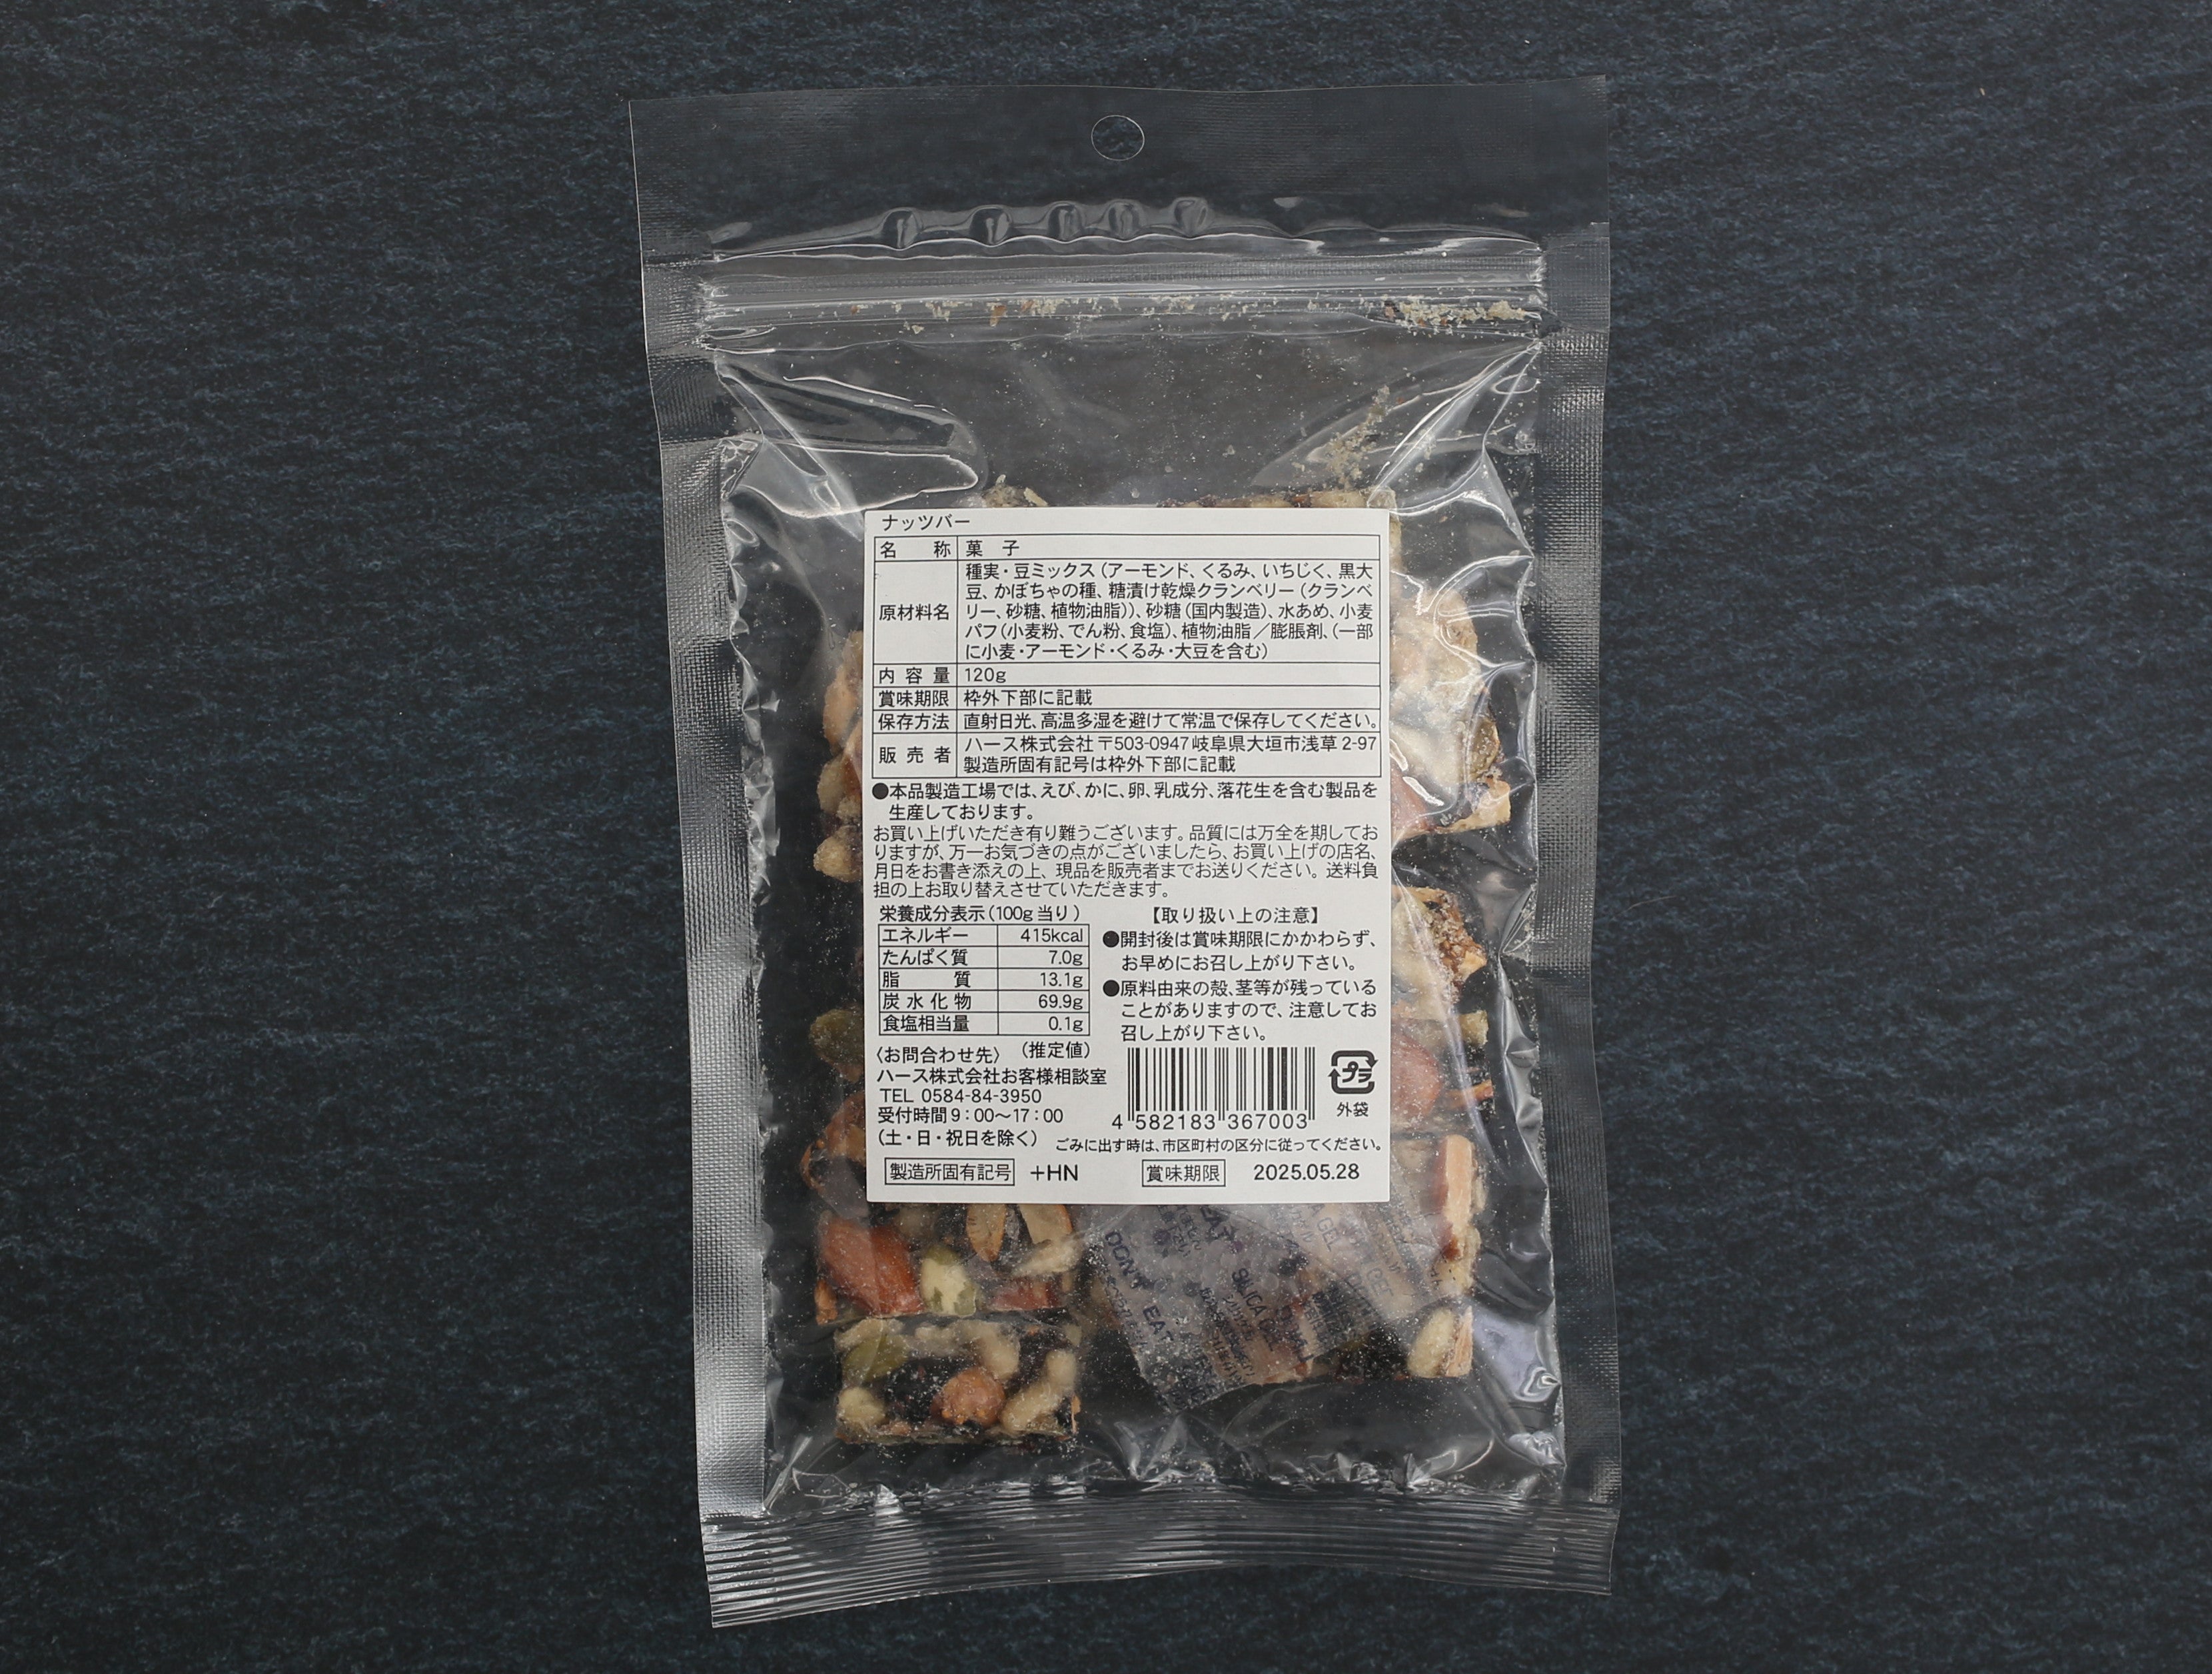 ナッツバー
名称 菓子
原材料名 種実・豆ミックス（アーモンド、くるみ、いちじく、黒大
豆、かぼちゃの種、糖漬け乾燥クランベリー（クランベ
リー、砂糖、植物油脂））、砂糖（国内製造）、水あめ、小麦
パフ（小麦粉、でん粉、食塩）、植物油脂／膨脹剤、（一部
に小麦・アーモンド・くるみ・大豆を含む）
内容量 120g
賞味期限 枠外下部に記載
保存方法 直射日光、高温多湿を避けて常温で保存してください。
販売者 ハース株式会社 〒503-0947 岐阜県大垣市浅草2-97
製造所固有記号は枠外下部に記載
●本品製造工場では、えび、かに、卵、乳成分、落花生を含む製品を
生産しております。
お買い上げいただき有り難うございます。品質には万全を期してお
りますが、万一お気づきの点がございましたら、お買い上げの店名、
月日をお書き添えの上、現品を販売者までお送りください。送料負
担の上お取り替えさせていただきます。
栄養成分表示（100g当り）
エネルギー 415kcal
たんぱく質 7.0g
脂質 13.1g
炭水化物 69.9g
食塩相当量 0.1g
（推定値）
【取り扱い上の注意】
●開封後は賞味期限にかかわらず、
お早めにお召し上がり下さい。
●原料由来の殻、茎等が残っている
ことがありますので、注意してお
召し上がり下さい。
〈お問合わせ先〉
ハース株式会社お客様相談室
TEL 0584-84-3950
受付時間9：00～17：00
（土・日・祝日を除く）
4 582183 367003
プラ
外袋
ごみに出す時は、市区町村の区分に従ってください。
製造所固有記号 +HN
賞味期限 2025.05.28
DON'T EAT
SILICA GEL